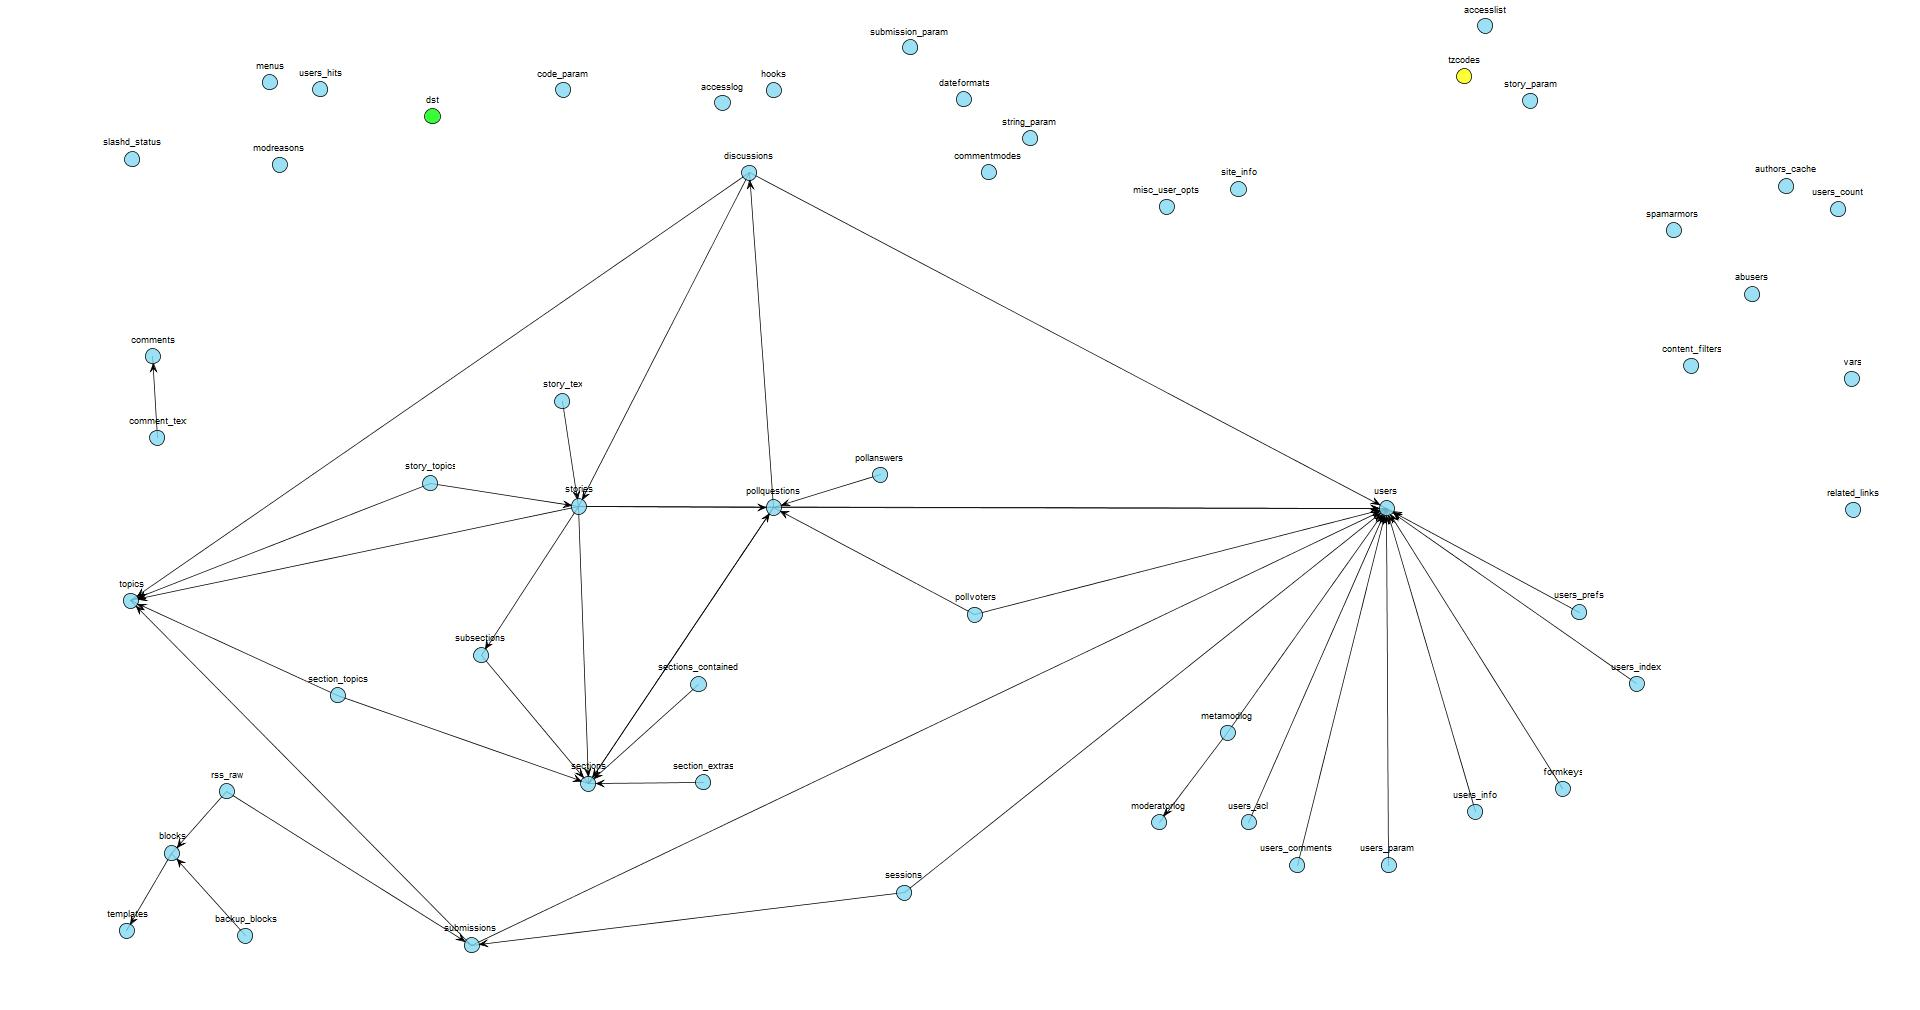 accesslist
submission_param
tzcodes
menus
users_hits
code_param
hooks
accesslog
dateformats
story_param
dst
string_param
slashd_status
modreasons
discussions
commentmodes
site_info
misc_user_opts
authors_cache
users_count
spamarmors
abusers
comments
content_filters
vars
story_tex
comment_tex
pollanswers
story_topics
stories
pollquestions
users
related_links
topics
pollvoters
users_prefs
subsections
sections_contained
users_index
section_topics
metamodlog
sections
section_extras
rss_raw
formkeys
users_info
moderatorlog
users_acl
blocks
users_comments
users_param
sessions
templates
backup_blocks
submissions